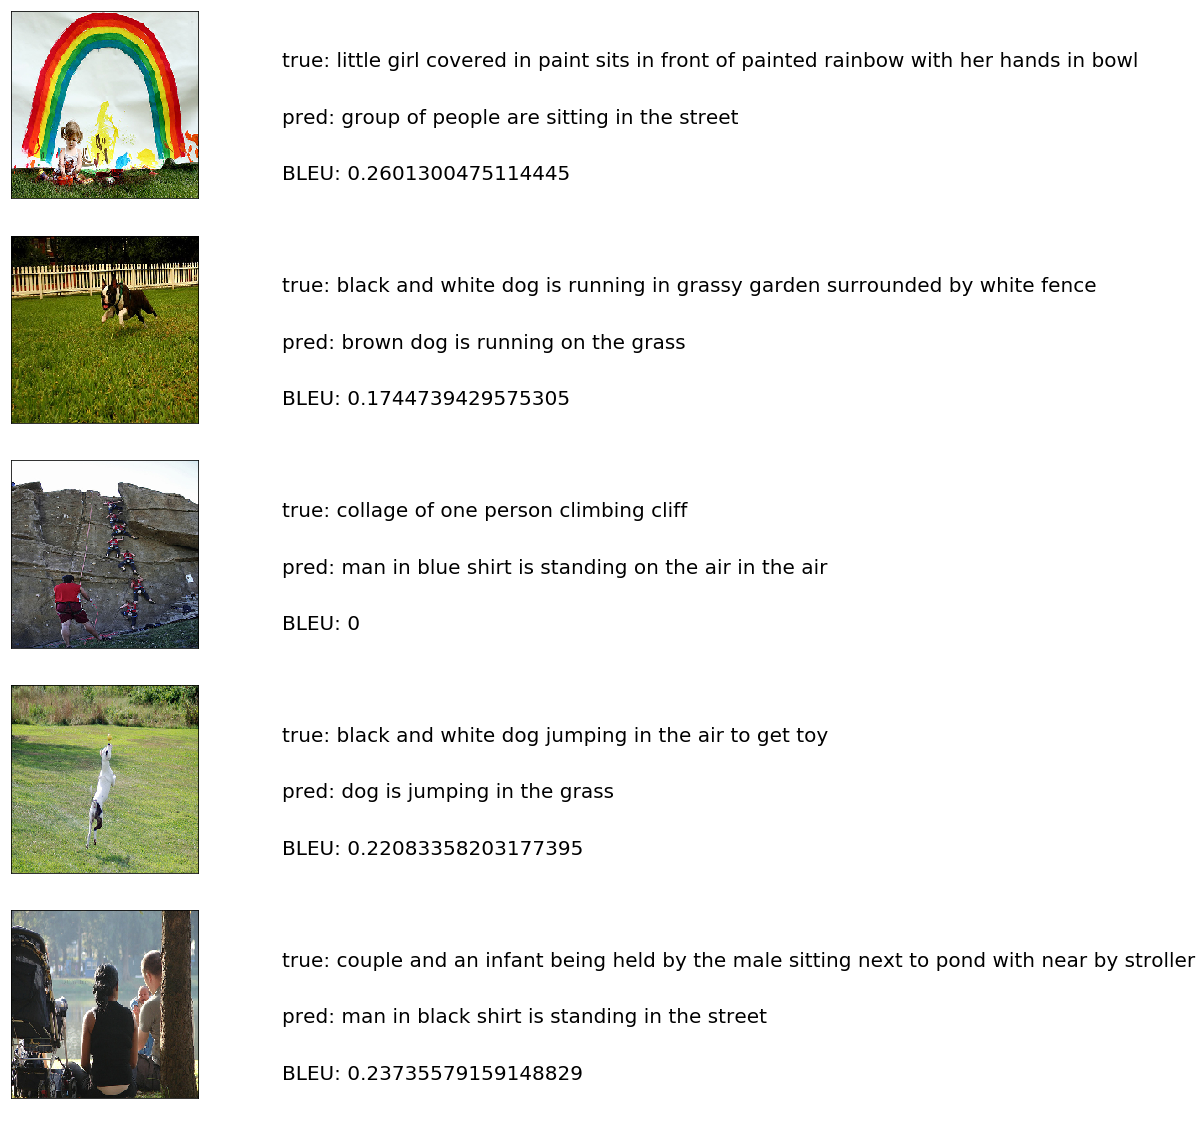 true: little girl covered in paint sits in front of painted rainbow with her hands in bowl
pred: group of people are sitting in the street
BLEU: 0.2601300475114445
true: black and white dog is running in grassy garden surrounded by white fence
pred: brown dog is running on the grass
BLEU: 0.1744739429575305
true: collage of one person climbing cliff
pred: man in blue shirt is standing on the air in the air
BLEU: 0
true: black and white dog jumping in the air to get toy
pred: dog is jumping in the grass
BLEU: 0.22083358203177395
true: couple and an infant being held by the male sitting next to pond with near by stroller
pred: man in black shirt is standing in the street
BLEU: 0.23735579159148829